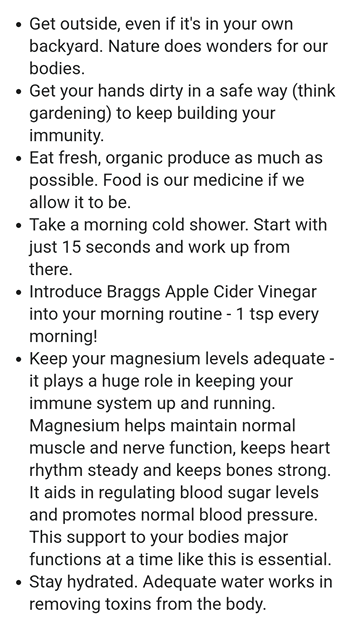 • Get outside, even if it's in your own
backyard. Nature does wonders for our
bodies.
• Get your hands dirty in a safe way (think
gardening) to keep building your
immunity.
• Eat fresh, organic produce as much as
possible. Food is our medicine if we
allow it to be.
• Take a morning cold shower. Start with
just 15 seconds and work up from
there.
• Introduce Braggs Apple Cider Vinegar
into your morning routine - 1 tsp every
morning!
• Keep your magnesium levels adequate -
it plays a huge role in keeping your
immune system up and running.
Magnesium helps maintain normal
muscle and nerve function, keeps heart
rhythm steady and keeps bones strong.
It aids in regulating blood sugar levels
and promotes normal blood pressure.
This support to your bodies major
functions at a time like this is essential.
• Stay hydrated. Adequate water works in
removing toxins from the body.